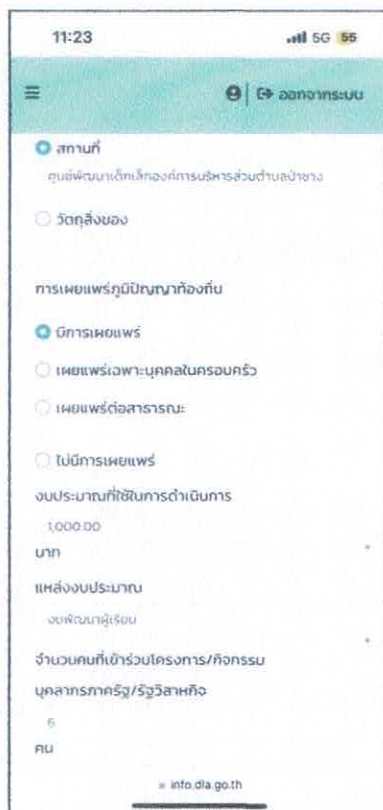 11:23
5G 55
ออกจากระบบ
สถานที่
ศูนย์พัฒนาเด็กเล็กองค์การบริหารส่วนตำบลป่าซาง
วัตถุสิ่งของ
การเผยแพร่ภูมิปัญญาท้องถิ่น
มีการเผยแพร่
เผยแพร่เฉพาะบุคคลในครอบครัว
เผยแพร่ต่อสาธารณะ
ไม่มีการเผยแพร่
งบประมาณที่ใช้ในการดำเนินการ
1,000.00
บาท
แหล่งงบประมาณ
งบพัฒนาผู้เรียน
จำนวนคนที่เข้าร่วมโครงการ/กิจกรรม
บุคลากรภาครัฐ/รัฐวิสาหกิจ
6
คน
info.dla.go.th